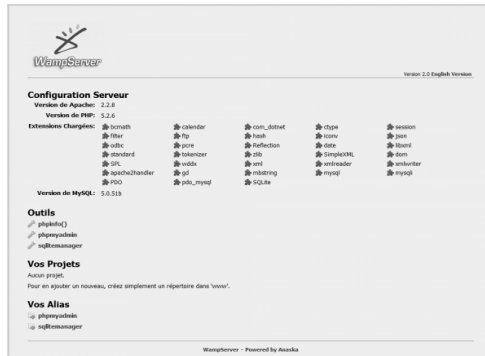 WampServer
Version 2.0 English Version
Configuration Serveur
Version de Apache: 2.2.8
Version de PHP: 5.2.6
Extensions Chargées: bcmath calendar com_dotnet ctype session
filter ftp hash iconv json
odbc pcre Reflection date libxml
standard tokenizer zlib SimpleXML dom
SPL wddx xml xmlreader xmlwriter
apache2handler gd mbstring mysql mysqli
PDO pdo_mysql SQLite
Version de MySQL: 5.0.51b
Outils
phpinfo()
phpmyadmin
sqlitemanager
Vos Projets
Aucun projet.
Pour en ajouter un nouveau, créez simplement un répertoire dans 'www'.
Vos Alias
phpmyadmin
sqlitemanager
WampServer - Powered by Anaska